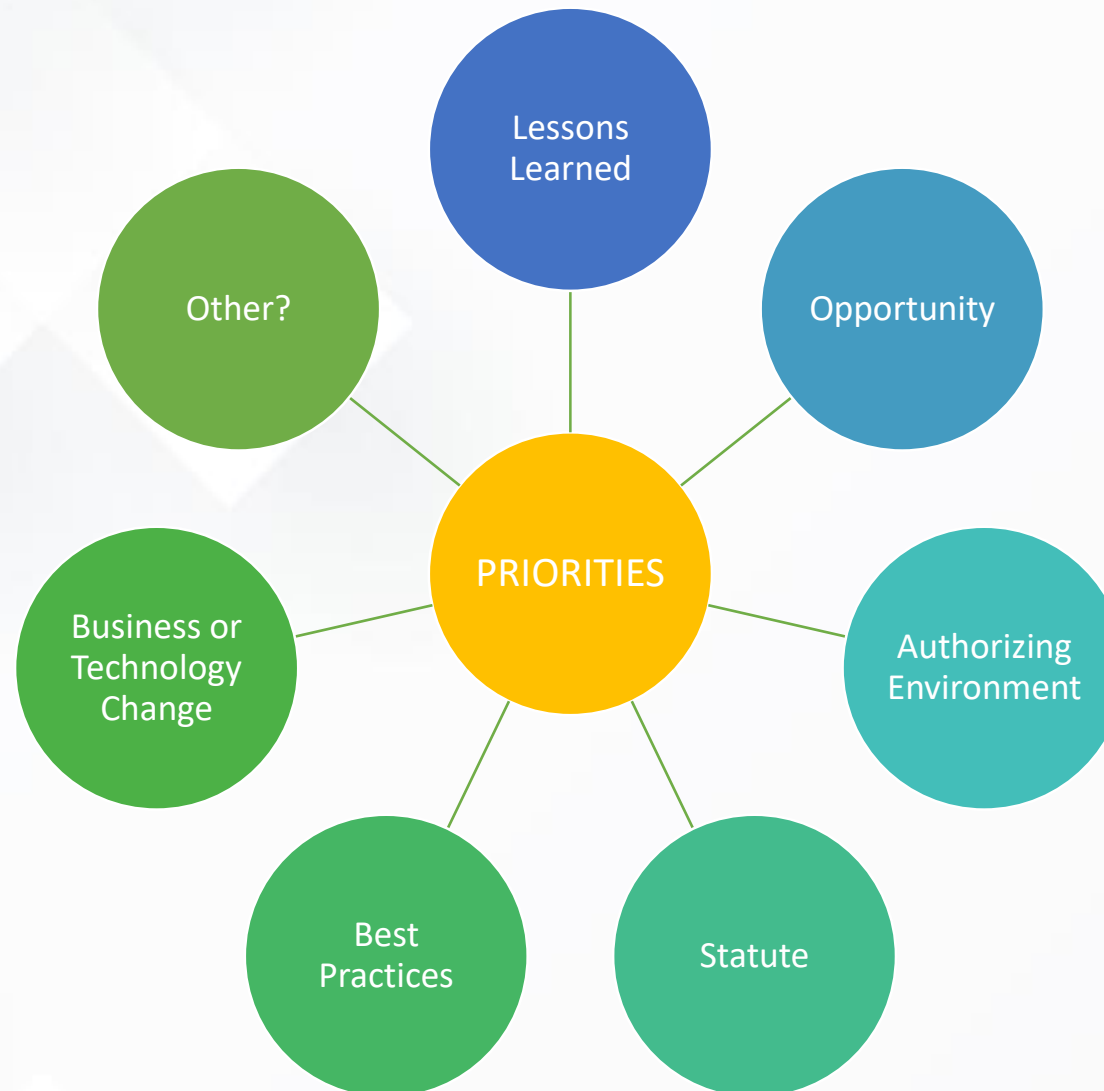 Lessons
Learned
Other?
Opportunity
PRIORITIES
Business or
Technology
Change
Authorizing
Environment
Best
Practices
Statute